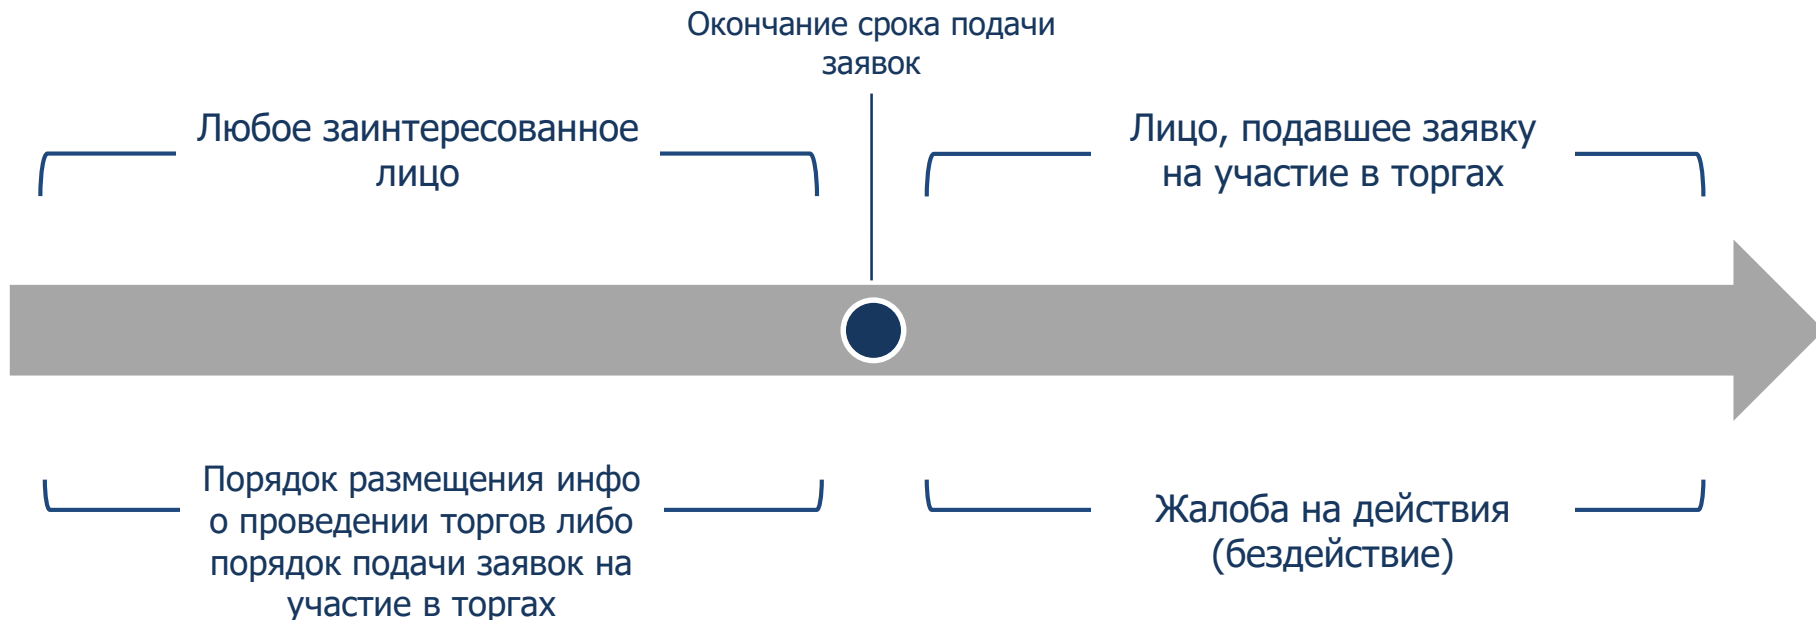 Окончание срока подачи
заявок
Любое заинтересованное
лицо
Лицо, подавшее заявку
на участие в торгах
Порядок размещения инфо
о проведении торгов либо
порядок подачи заявок на
участие в торгах
Жалоба на действия
(бездействие)